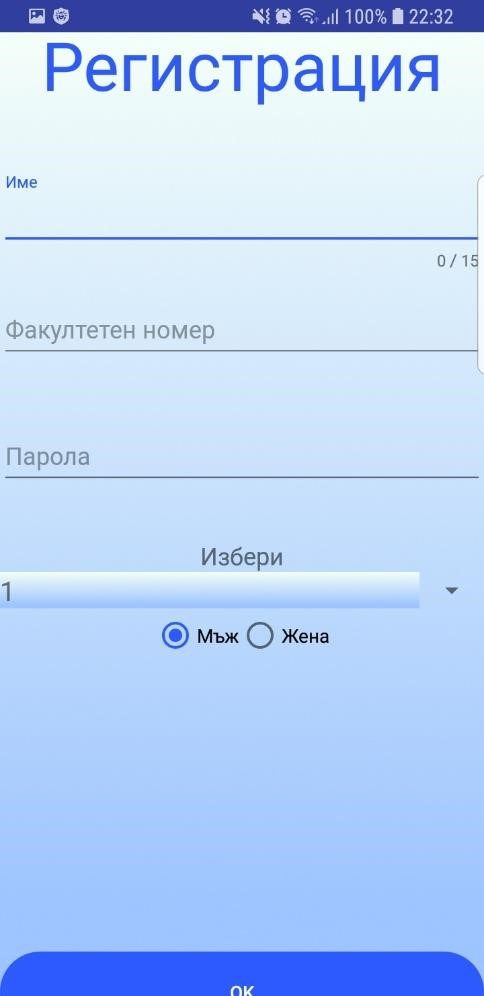 100% 22:32
Регистрация
Име
0 / 15
Факултетен номер
Парола
Избери
1
Мъж Жена
OK